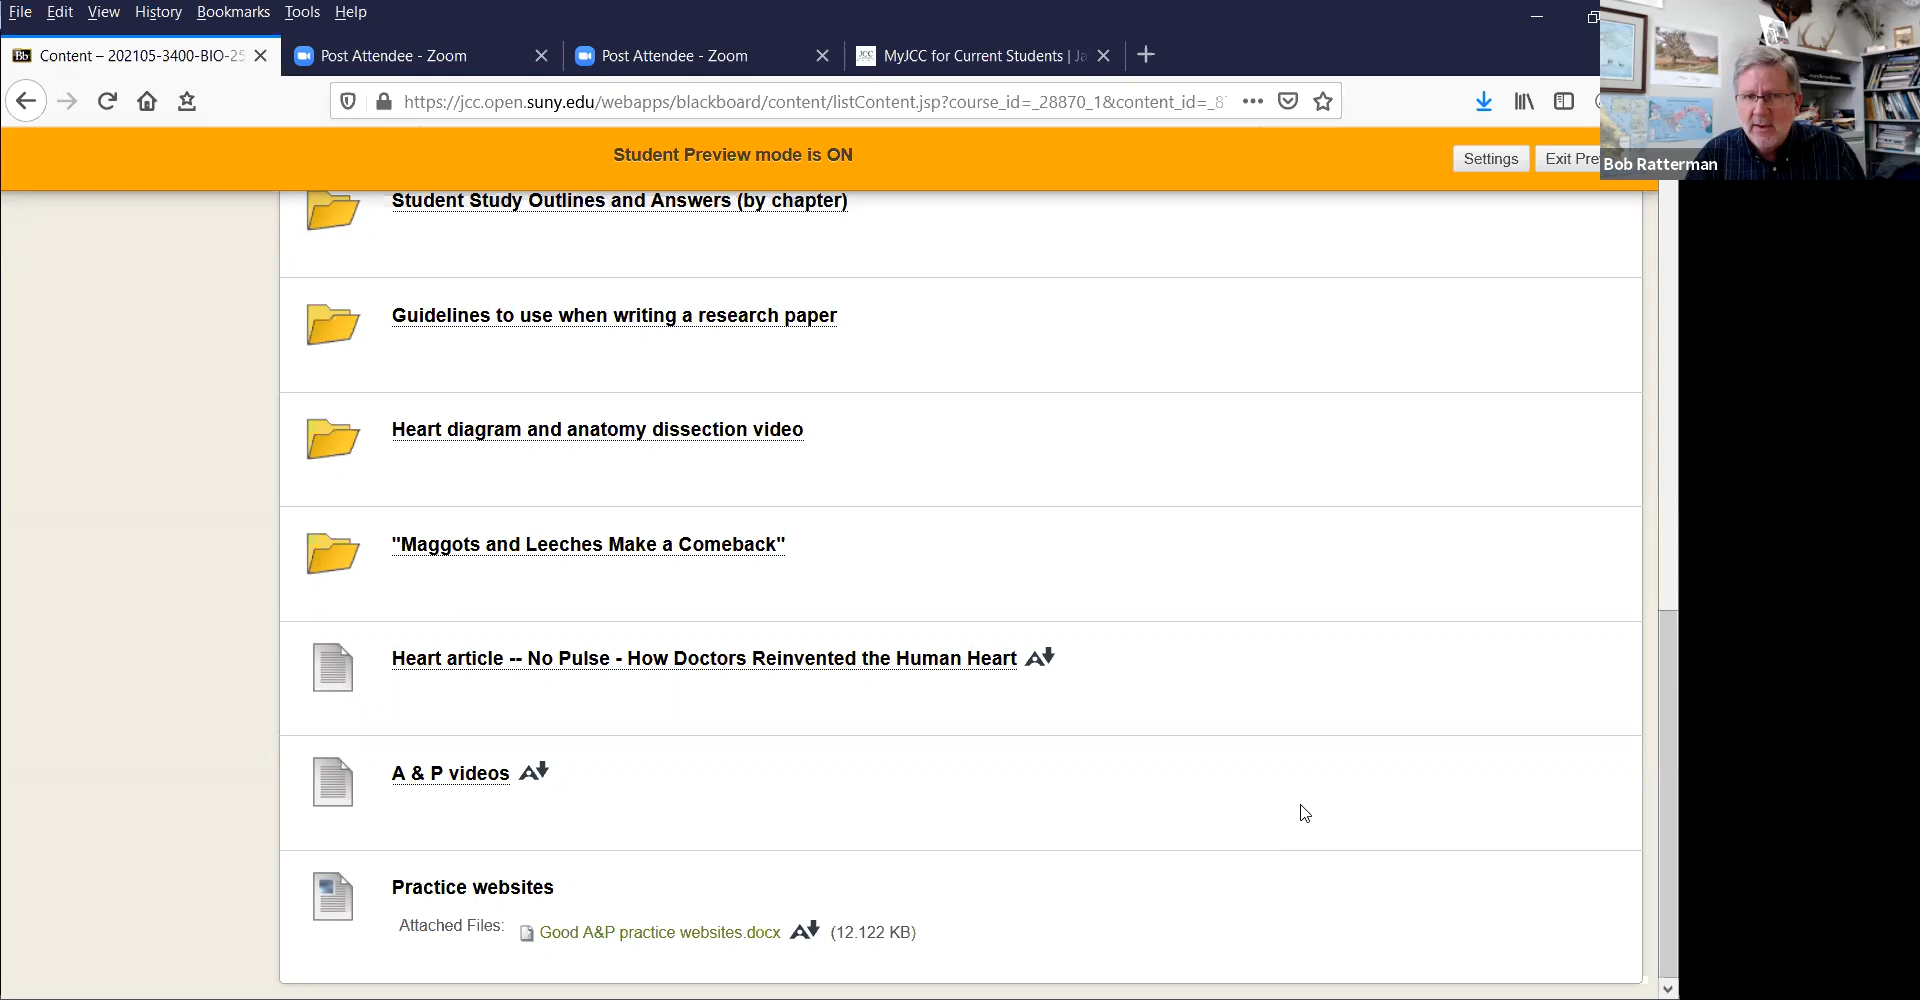 File Edit View History Bookmarks Tools Help
Bb Content – 202105-3400-BIO-25
Post Attendee - Zoom
Post Attendee - Zoom
JCC MyJCC for Current Students | Ja
https://jcc.open.suny.edu/webapps/blackboard/content/listContent.jsp?course_id=_28870_1&content_id=_8
Student Preview mode is ON
Settings
Exit Pre
Bob Ratterman
Student Study Outlines and Answers (by chapter)
Guidelines to use when writing a research paper
Heart diagram and anatomy dissection video
"Maggots and Leeches Make a Comeback"
Heart article -- No Pulse - How Doctors Reinvented the Human Heart
A & P videos
Practice websites
Attached Files: Good A&P practice websites.docx (12.122 KB)